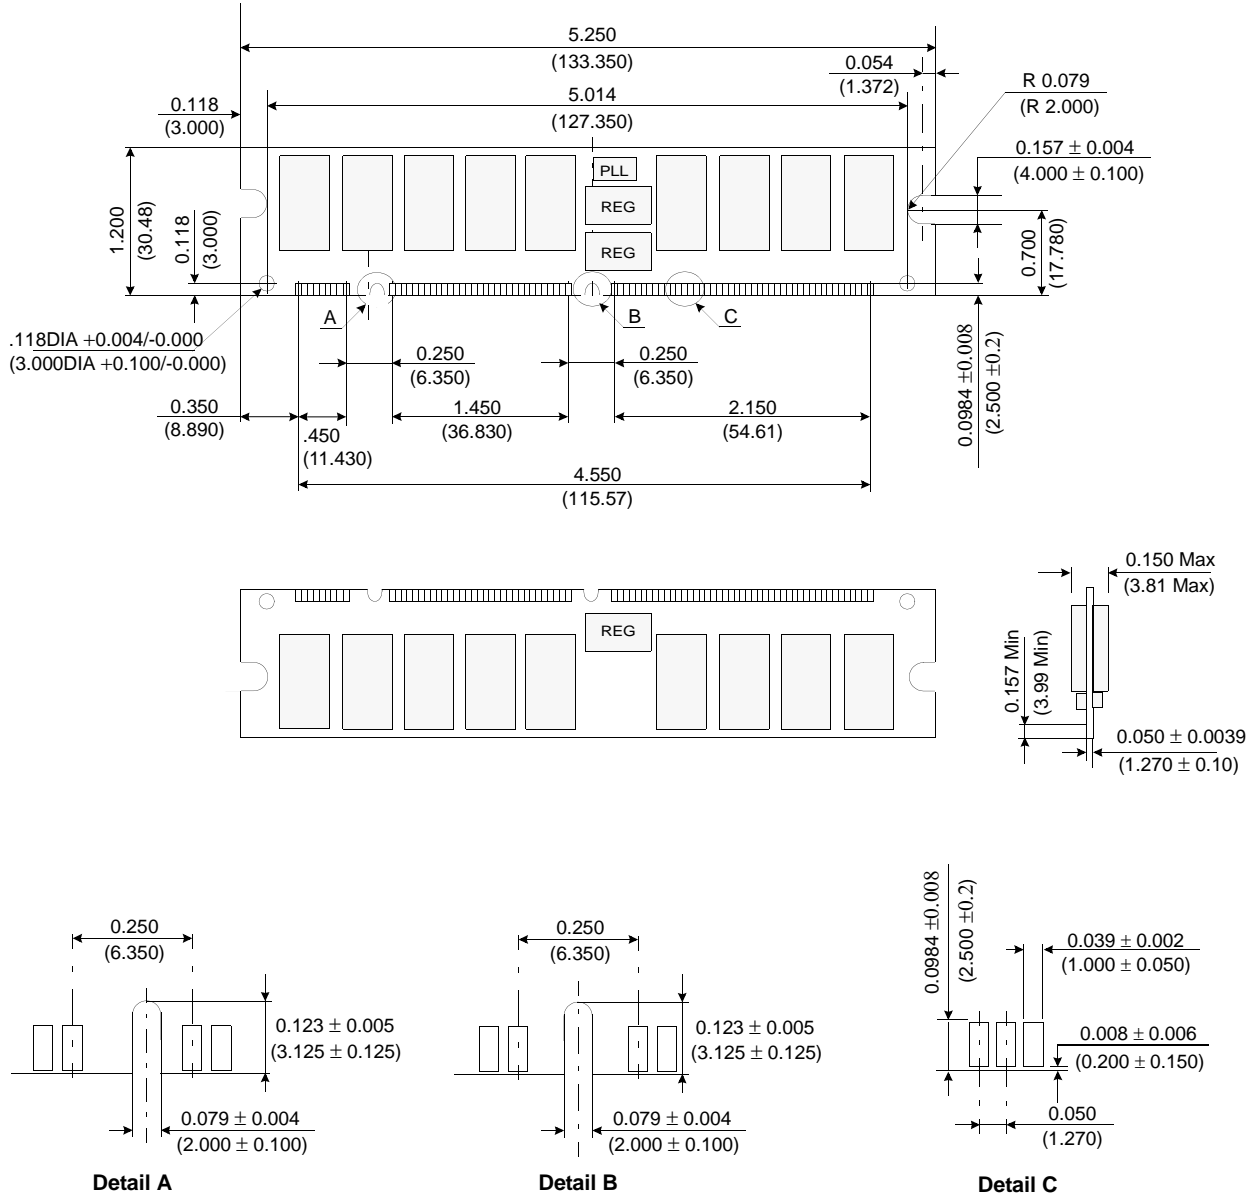 5.250
(133.350)
0.054
(1.372)
R 0.079
(R 2.000)
0.118
(3.000)
5.014
(127.350)
0.157 ± 0.004
(4.000 ± 0.100)
PLL
REG
REG
1.200
(30.48)
0.118
(3.000)
0.700
(17.780)
A
B
C
.118DIA +0.004/-0.000
(3.000DIA +0.100/-0.000)
0.250
(6.350)
0.250
(6.350)
0.0984 ±0.008
(2.500 ±0.2)
0.350
(8.890)
.450
(11.430)
1.450
(36.830)
2.150
(54.61)
4.550
(115.57)
REG
0.150 Max
(3.81 Max)
0.157 Min
(3.99 Min)
0.050 ± 0.0039
(1.270 ± 0.10)
0.250
(6.350)
0.123 ± 0.005
(3.125 ± 0.125)
0.079 ± 0.004
(2.000 ± 0.100)
Detail A
0.250
(6.350)
0.123 ± 0.005
(3.125 ± 0.125)
0.079 ± 0.004
(2.000 ± 0.100)
Detail B
0.0984 ±0.008
(2.500 ±0.2)
0.039 ± 0.002
(1.000 ± 0.050)
0.008 ± 0.006
(0.200 ± 0.150)
0.050
(1.270)
Detail C